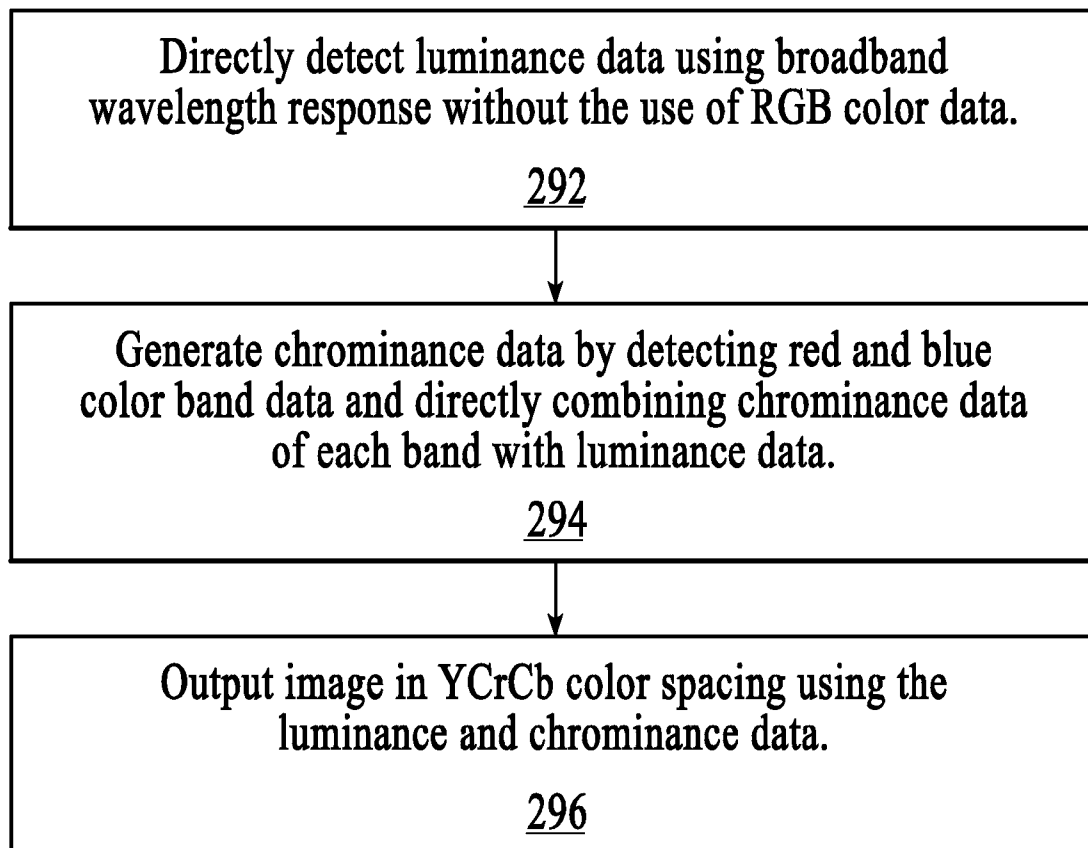 Directly detect luminance data using broadband
wavelength response without the use of RGB color data.
292
Generate chrominance data by detecting red and blue
color band data and directly combining chrominance data
of each band with luminance data.
294
Output image in YCrCb color spacing using the
luminance and chrominance data.
296